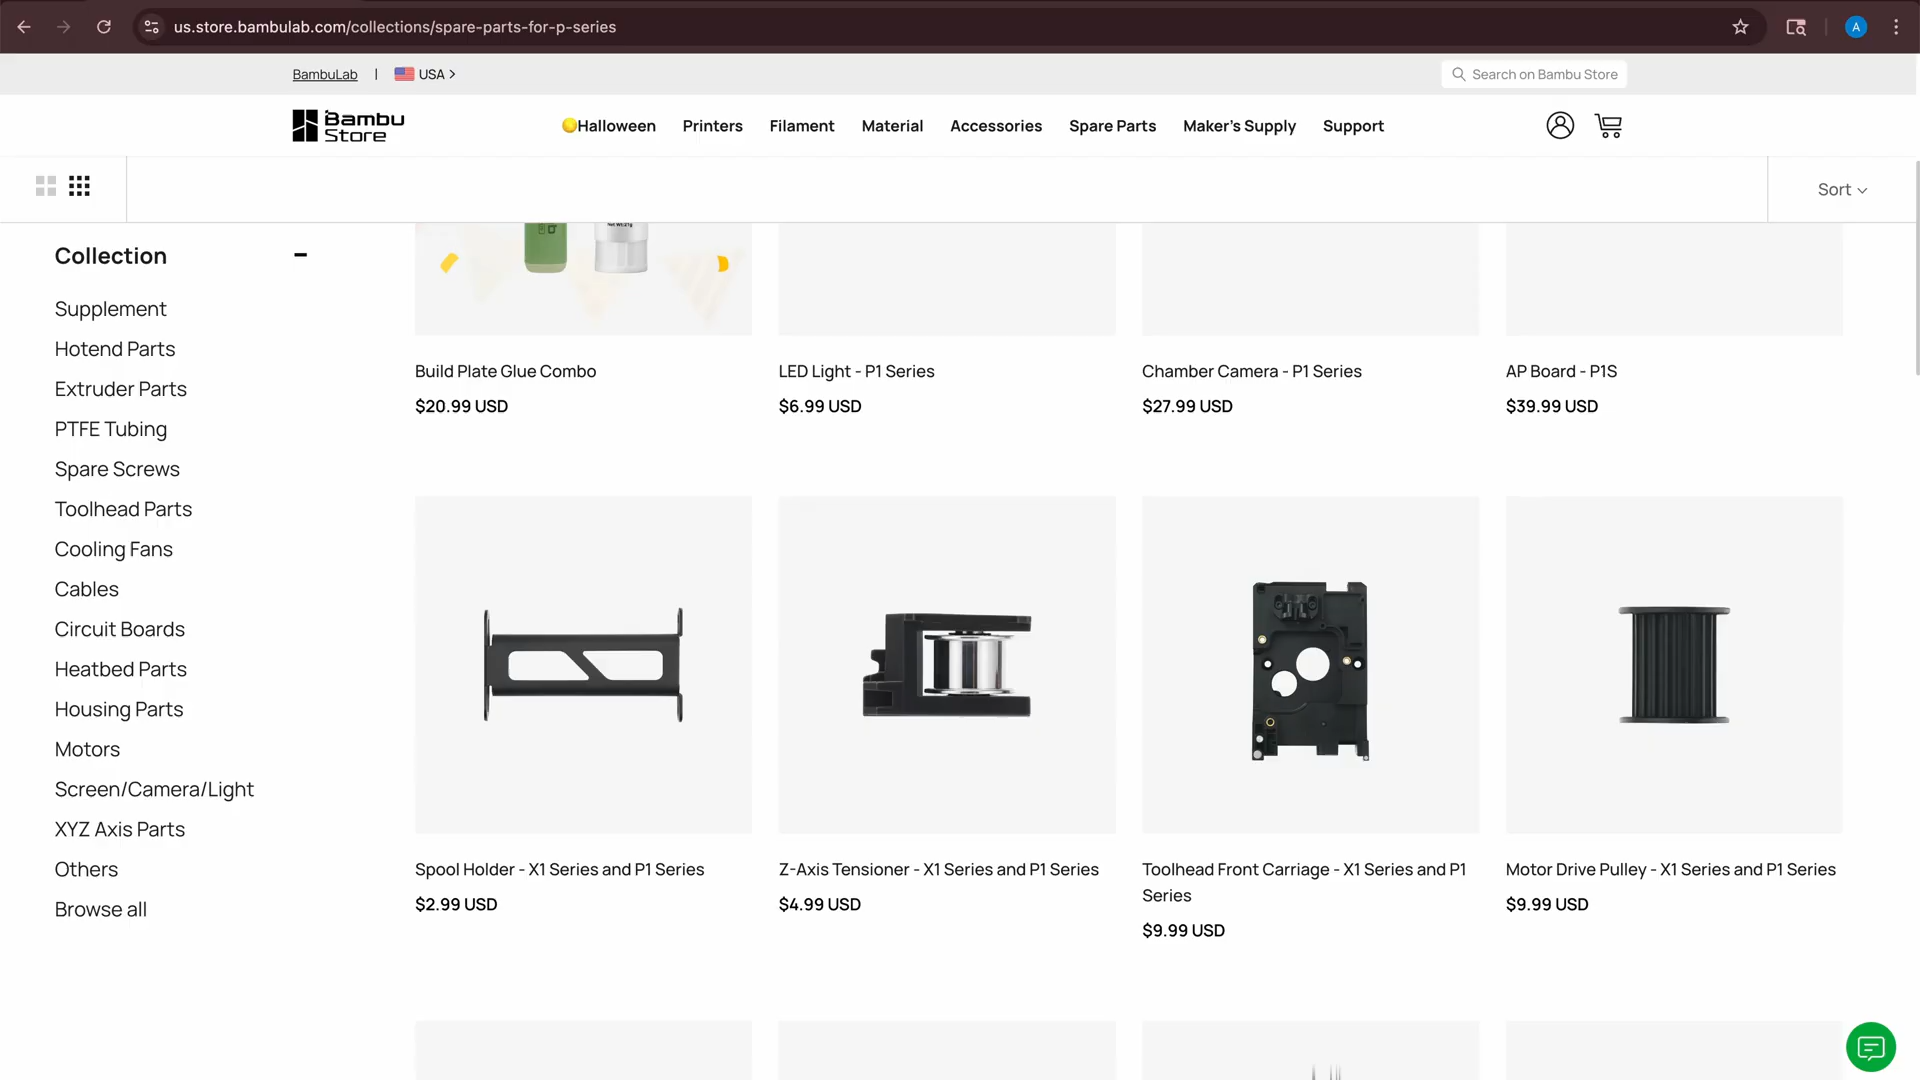 us.store.bambulab.com/collections/spare-parts-for-p-series
A
BambuLab | USA
Search on Bambu Store
Bambu
Store
Halloween Printers Filament Material Accessories Spare Parts Maker's Supply Support
Sort
Collection
Supplement
Hotend Parts
Extruder Parts
PTFE Tubing
Spare Screws
Toolhead Parts
Cooling Fans
Cables
Circuit Boards
Heatbed Parts
Housing Parts
Motors
Screen/Camera/Light
XYZ Axis Parts
Others
Browse all
Build Plate Glue Combo
$20.99 USD
LED Light - P1 Series
$6.99 USD
Chamber Camera - P1 Series
$27.99 USD
AP Board - P1S
$39.99 USD
Spool Holder - X1 Series and P1 Series
$2.99 USD
Z-Axis Tensioner - X1 Series and P1 Series
$4.99 USD
Toolhead Front Carriage - X1 Series and P1
Series
$9.99 USD
Motor Drive Pulley - X1 Series and P1 Series
$9.99 USD